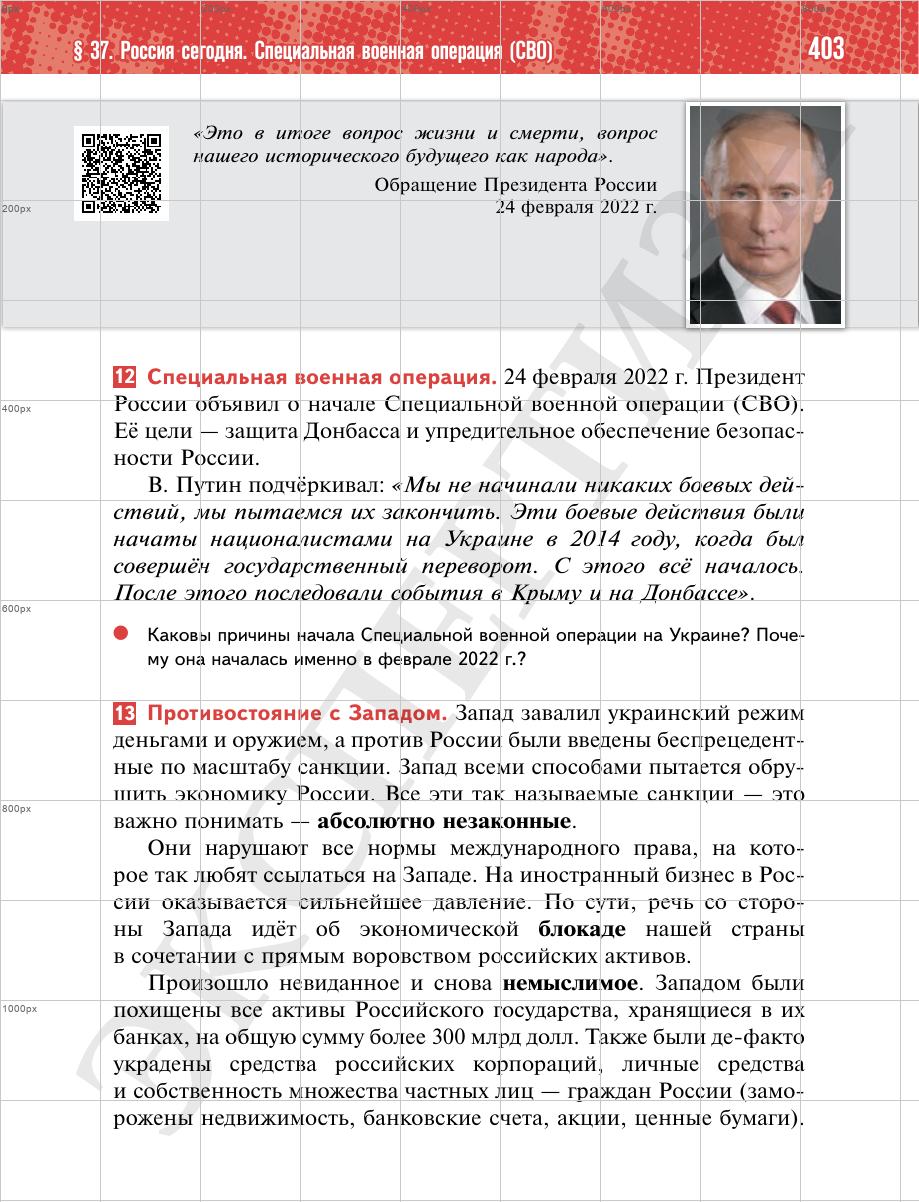 § 37. Россия сегодня. Специальная военная операция (СВО)
403
«Это в итоге вопрос жизни и смерти, вопрос
нашего исторического будущего как народа».
Обращение Президента России
24 февраля 2022 г.
12 Специальная военная операция. 24 февраля 2022 г. Президент
России объявил о начале Специальной военной операции (СВО).
Её цели — защита Донбасса и упредительное обеспечение безопас-
ности России.
В. Путин подчёркивал: «Мы не начинали никаких боевых дей-
ствий, мы пытаемся их закончить. Эти боевые действия были
начаты националистами на Украине в 2014 году, когда был
совершён государственный переворот. С этого всё началось.
После этого последовали события в Крыму и на Донбассе».
Каковы причины начала Специальной военной операции на Украине? Поче-
му она началась именно в феврале 2022 г.?
13 Противостояние с Западом. Запад завалил украинский режим
деньгами и оружием, а против России были введены беспрецедент-
ные по масштабу санкции. Запад всеми способами пытается обру-
шить экономику России. Все эти так называемые санкции — это
важно понимать — абсолютно незаконные.
Они нарушают все нормы международного права, на кото-
рое так любят ссылаться на Западе. На иностранный бизнес в Рос-
сии оказывается сильнейшее давление. По сути, речь со сторо-
ны Запада идёт об экономической блокаде нашей страны
в сочетании с прямым воровством российских активов.
Произошло невиданное и снова немыслимое. Западом были
похищены все активы Российского государства, хранящиеся в их
банках, на общую сумму более 300 млрд долл. Также были де-факто
украдены средства российских корпораций, личные средства
и собственность множества частных лиц — граждан России (замо-
рожены недвижимость, банковские счета, акции, ценные бумаги).
ЭКСПЕРТИЗА
200px
400px
600px
800px
1000px